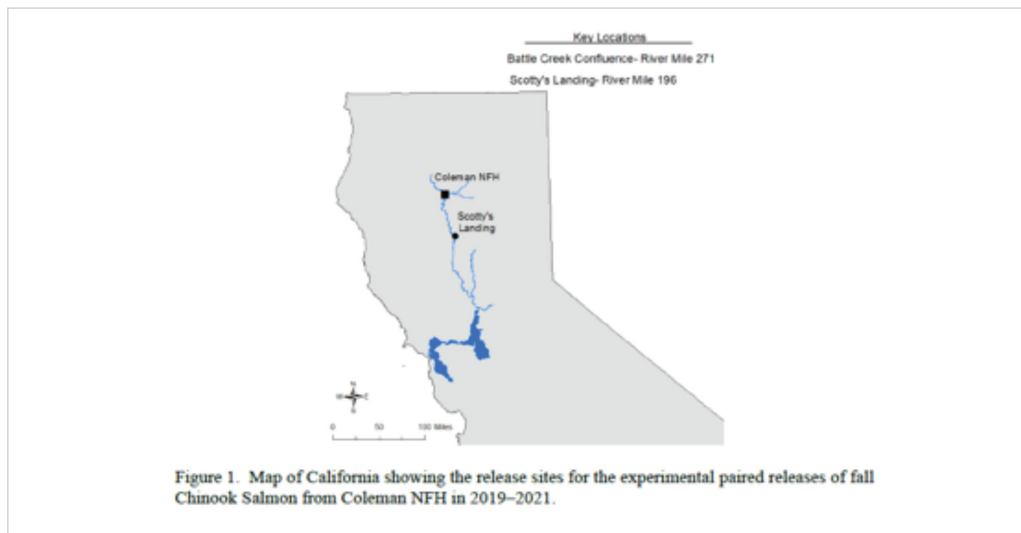 Key Locations
Battle Creek Confluence- River Mile 271
Scotty's Landing- River Mile 196
Coleman NFH
Scotty's
Landing
N
W E
S
0 50 100 Miles
Figure 1. Map of California showing the release sites for the experimental paired releases of fall
Chinook Salmon from Coleman NFH in 2019–2021.